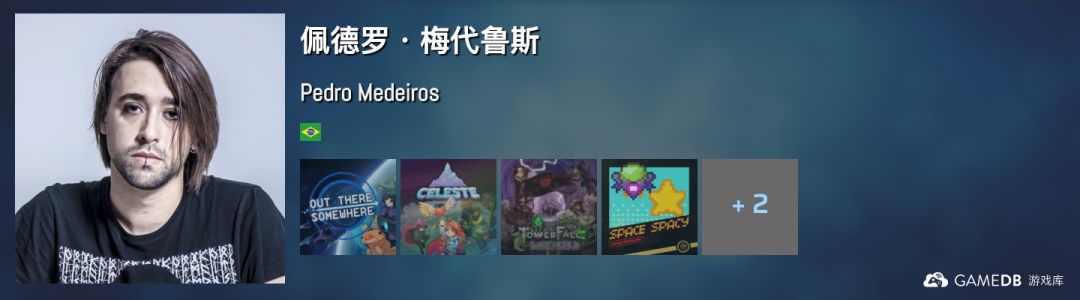 佩德罗 · 梅代鲁斯
Pedro Medeiros
OUT THERE
SOMEWHERE
CELESTE
TOWERFALL
SPACE SPACY
+ 2
GAMEDB 游戏库